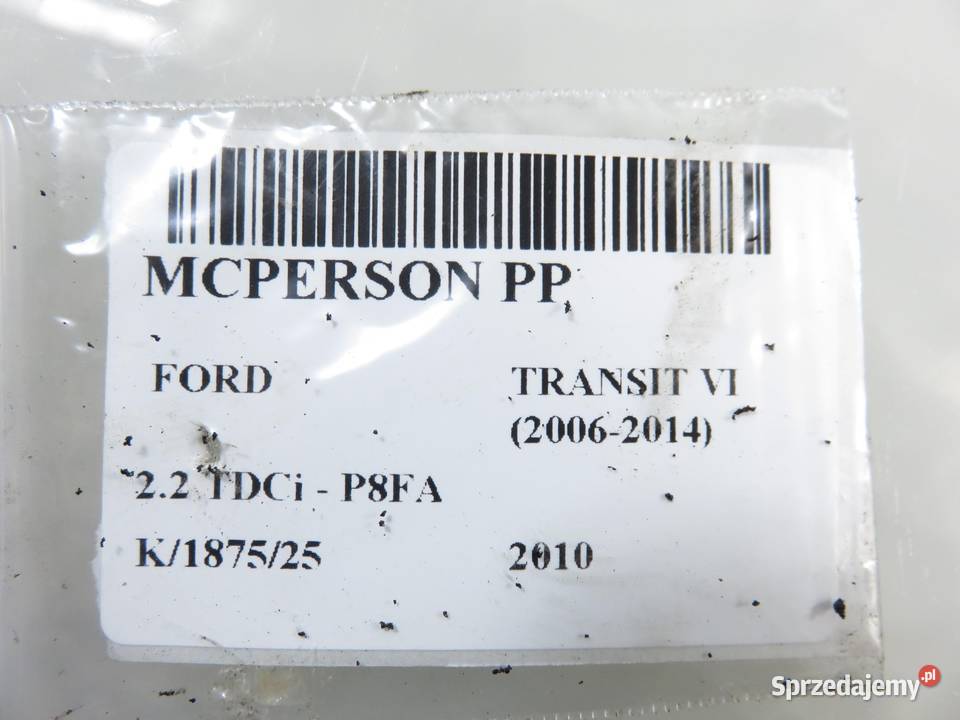 MCPERSON PP
FORD TRANSIT VI
(2006-2014)
2.2 TDCi - P8FA
K/1875/25 2010
Sprzedajemy.pl